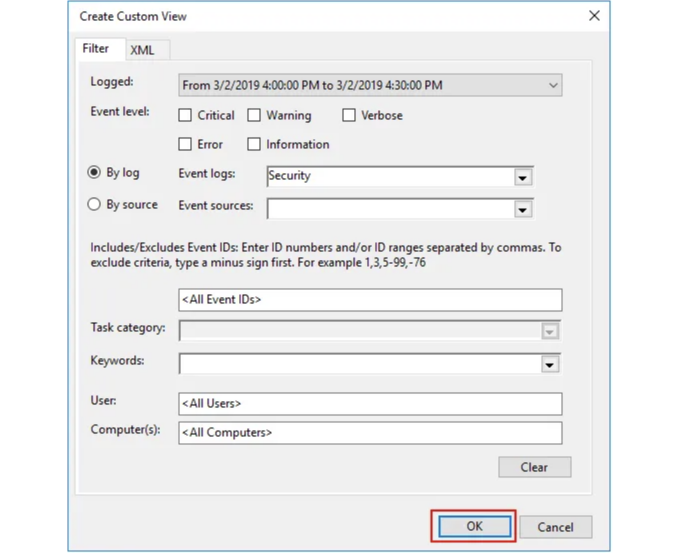 Create Custom View
Filter XML
Logged: From 3/2/2019 4:00:00 PM to 3/2/2019 4:30:00 PM
Event level: Critical Warning Verbose
Error Information
By log Event logs: Security
By source Event sources:
Includes/Excludes Event IDs: Enter ID numbers and/or ID ranges separated by commas. To
exclude criteria, type a minus sign first. For example 1,3,5-99,-76
<All Event IDs>
Task category:
Keywords:
User: <All Users>
Computer(s): <All Computers>
Clear
OK Cancel